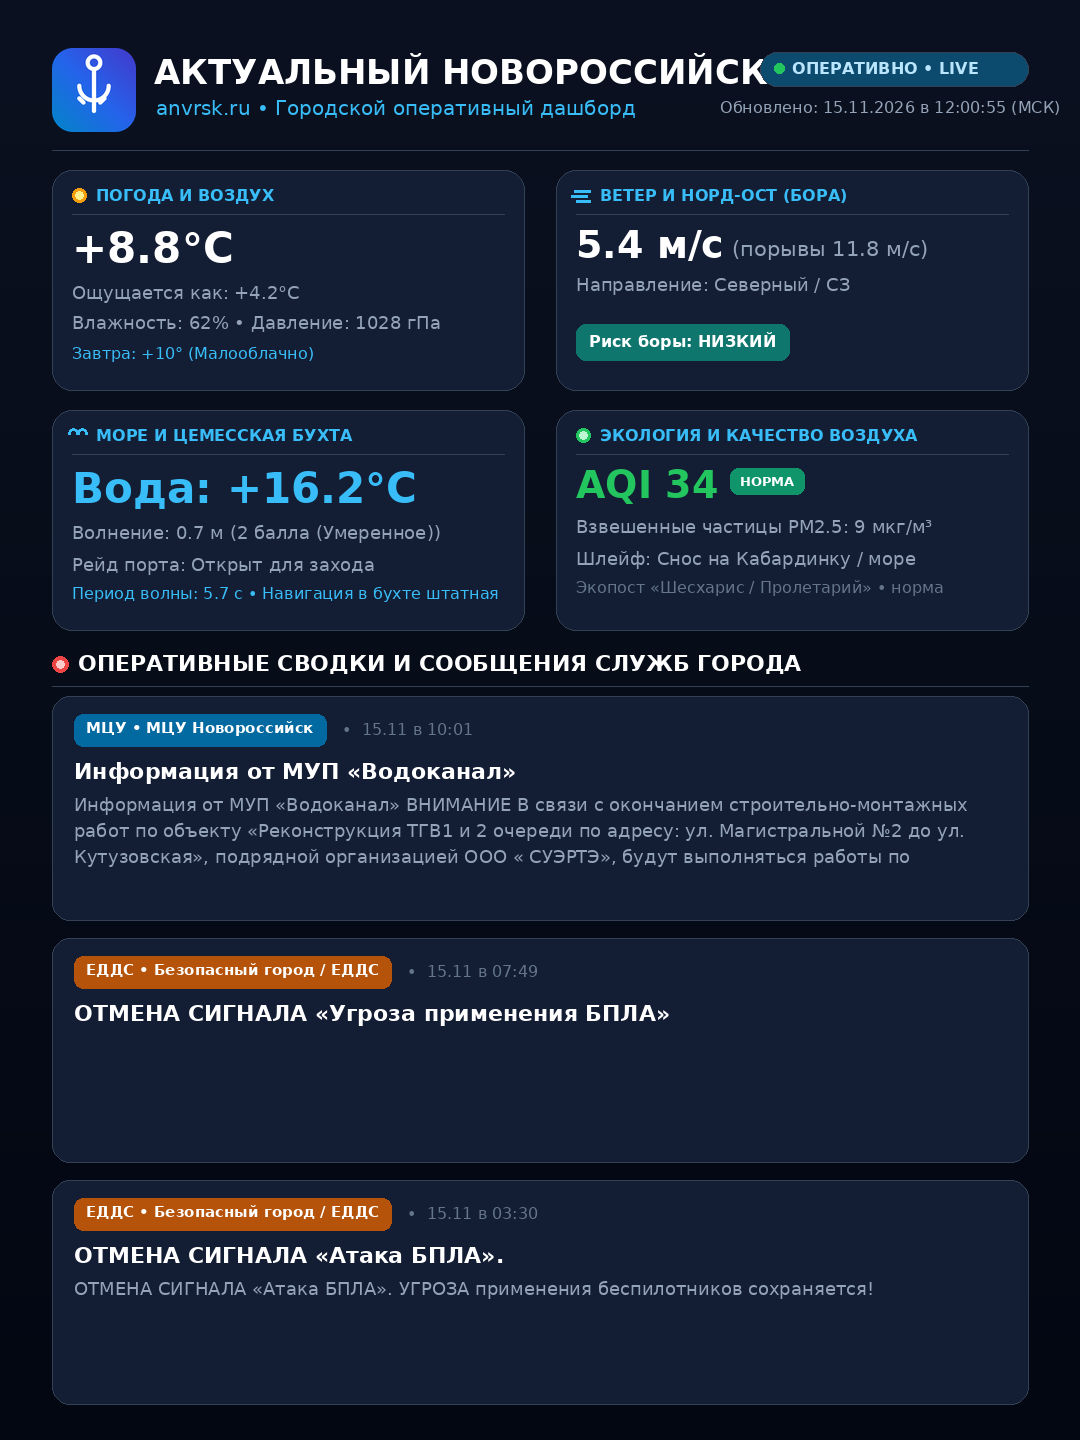 АКТУАЛЬНЫЙ НОВОРОССИЙСК
ОПЕРАТИВНО • LIVE
anvrsk.ru • Городской оперативный дашборд
Обновлено: 15.11.2026 в 12:00:55 (МСК)
ПОГОДА И ВОЗДУХ
+8.8°C
Ощущается как: +4.2°C
Влажность: 62% • Давление: 1028 гПа
Завтра: +10° (Малооблачно)
ВЕТЕР И НОРД-ОСТ (БОРА)
5.4 м/с (порывы 11.8 м/с)
Направление: Северный / СЗ
Риск боры: НИЗКИЙ
МОРЕ И ЦЕМЕССКАЯ БУХТА
Вода: +16.2°C
Волнение: 0.7 м (2 балла (Умеренное))
Рейд порта: Открыт для захода
Период волны: 5.7 с • Навигация в бухте штатная
ЭКОЛОГИЯ И КАЧЕСТВО ВОЗДУХА
AQI 34 НОРМА
Взвешенные частицы PM2.5: 9 мкг/м³
Шлейф: Снос на Кабардинку / море
Экопост «Шесхарис / Пролетарий» • норма
ОПЕРАТИВНЫЕ СВОДКИ И СООБЩЕНИЯ СЛУЖБ ГОРОДА
МЦУ • МЦУ Новороссийск • 15.11 в 10:01
Информация от МУП «Водоканал»
Информация от МУП «Водоканал» ВНИМАНИЕ В связи с окончанием строительно-монтажных
работ по объекту «Реконструкция ТГВ1 и 2 очереди по адресу: ул. Магистральной №2 до ул.
Кутузовская», подрядной организацией ООО « СУЭРТЭ», будут выполняться работы по
ЕДДС • Безопасный город / ЕДДС • 15.11 в 07:49
ОТМЕНА СИГНАЛА «Угроза применения БПЛА»
ЕДДС • Безопасный город / ЕДДС • 15.11 в 03:30
ОТМЕНА СИГНАЛА «Атака БПЛА».
ОТМЕНА СИГНАЛА «Атака БПЛА». УГРОЗА применения беспилотников сохраняется!